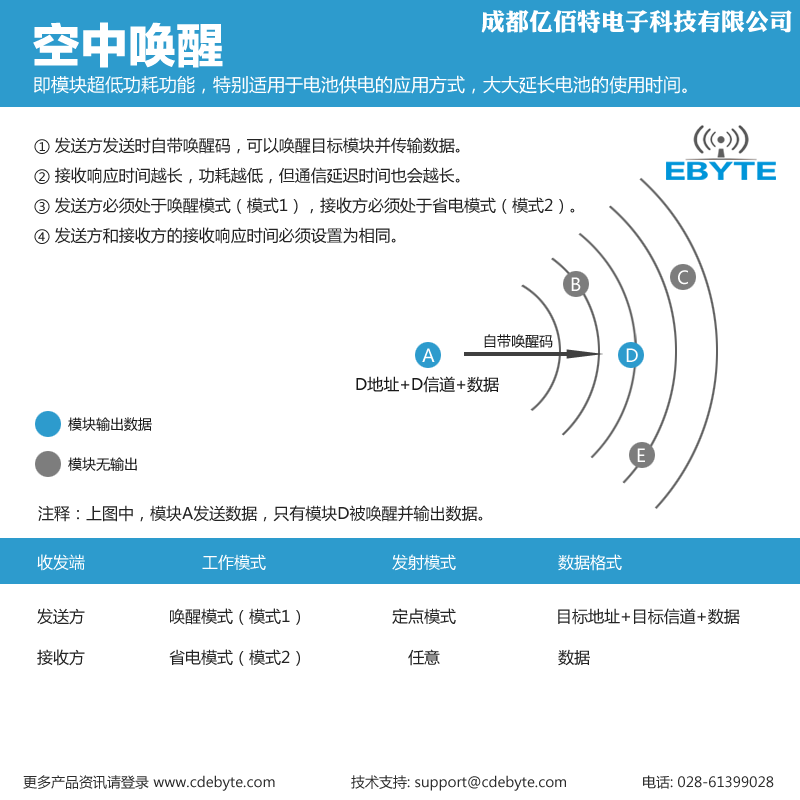 成都亿佰特电子科技有限公司
空中唤醒
即模块超低功耗功能，特别适用于电池供电的应用方式，大大延长电池的使用时间。
① 发送方发送时自带唤醒码，可以唤醒目标模块并传输数据。
② 接收响应时间越长，功耗越低，但通信延迟时间也会越长。
③ 发送方必须处于唤醒模式（模式1），接收方必须处于省电模式（模式2）。
④ 发送方和接收方的接收响应时间必须设置为相同。
EBYTE
B
C
自带唤醒码
A
D
D地址+D信道+数据
E
模块输出数据
模块无输出
注释：上图中，模块A发送数据，只有模块D被唤醒并输出数据。
收发端 工作模式 发射模式 数据格式
发送方 唤醒模式（模式1） 定点模式 目标地址+目标信道+数据
接收方 省电模式（模式2） 任意 数据
更多产品资讯请登录 www.cdebyte.com 技术支持: support@cdebyte.com 电话: 028-61399028